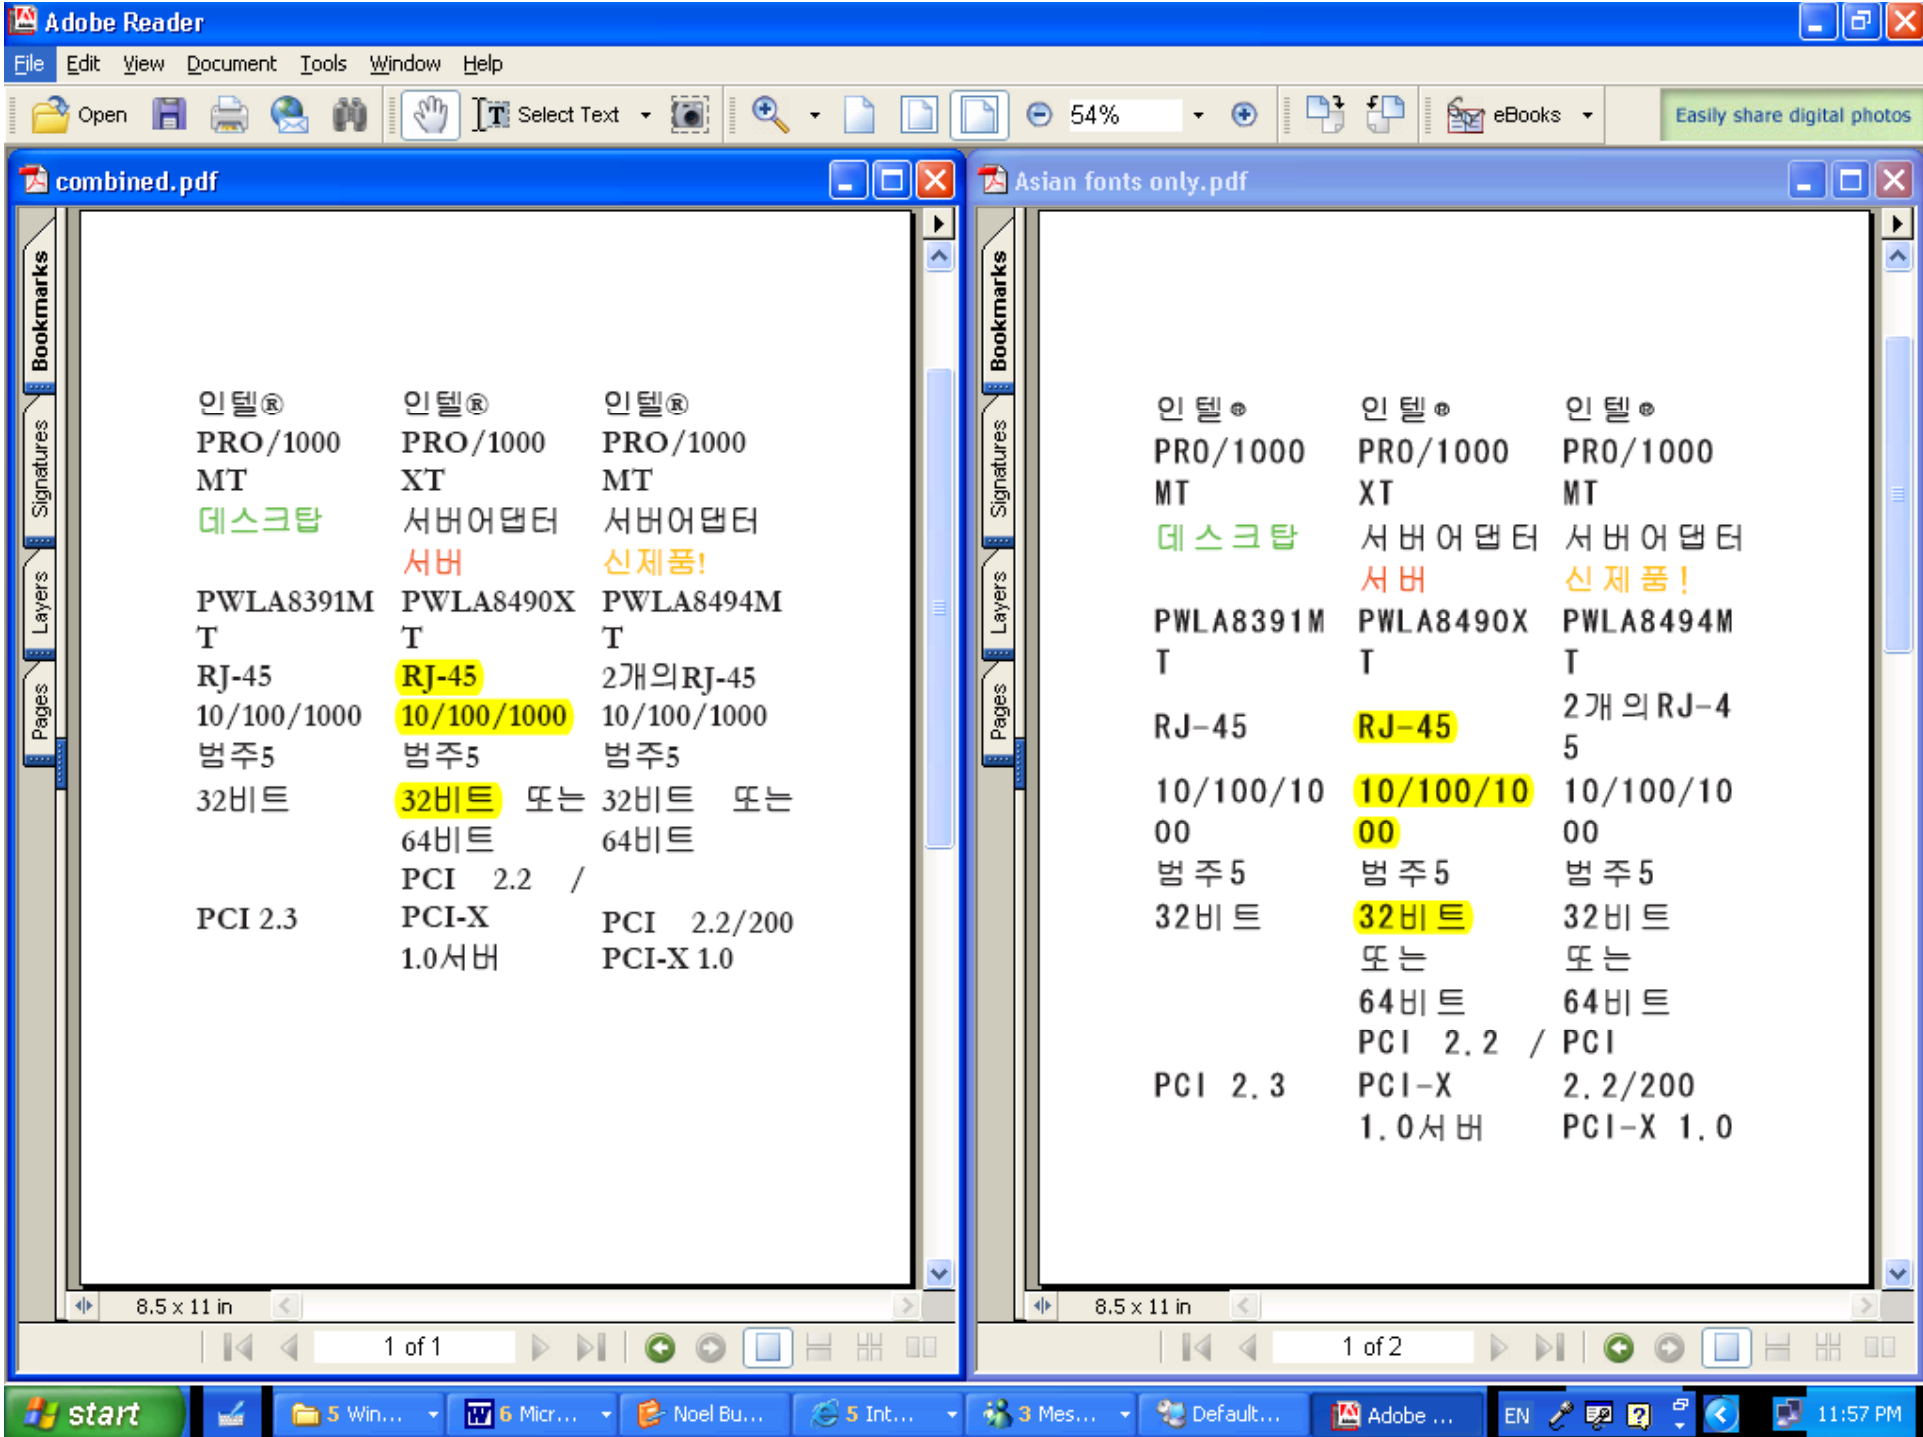 Adobe Reader
File Edit View Document Tools Window Help
Open Select Text 54% eBooks Easily share digital photos
combined.pdf
Bookmarks
Signatures
Layers
Pages
인텔® 인텔® 인텔®
PRO/1000 PRO/1000 PRO/1000
MT XT MT
데스크탑 서버어댑터 서버어댑터
서버 신제품!
PWLA8391M PWLA8490X PWLA8494M
T T T
RJ-45 RJ-45 2개의RJ-45
10/100/1000 10/100/1000 10/100/1000
범주5 범주5 범주5
32비트 32비트 또는 32비트 또는
64비트 64비트
PCI 2.2 /
PCI 2.3 PCI-X PCI 2.2/200
1.0서버 PCI-X 1.0
8.5 x 11 in
1 of 1
Asian fonts only.pdf
Bookmarks
Signatures
Layers
Pages
인텔® 인텔® 인텔®
PRO/1000 PRO/1000 PRO/1000
MT XT MT
데스크탑 서버어댑터 서버어댑터
서버 신제품!
PWLA8391M PWLA8490X PWLA8494M
T T T
2개의RJ-4
RJ-45 RJ-45
5
10/100/10 10/100/10 10/100/10
00 00 00
범주5 범주5 범주5
32비트 32비트 32비트
또는 또는
64비트 64비트
PCI 2.2 / PCI
PCI 2.3 PCI-X 2.2/200
1.0서버 PCI-X 1.0
8.5 x 11 in
1 of 2
start 5 Win... 6 Micr... Noel Bu... 5 Int... 3 Mes... Default... Adobe ... EN 11:57 PM